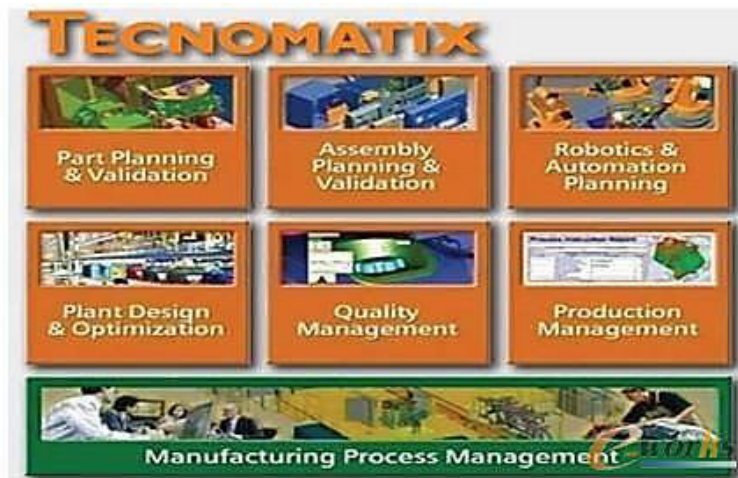 TECNOMATIX
Part Planning
& Validation
Assembly
Planning &
Validation
Robotics &
Automation
Planning
Plant Design
& Optimization
Quality
Management
Production
Management
Manufacturing Process Management
e works